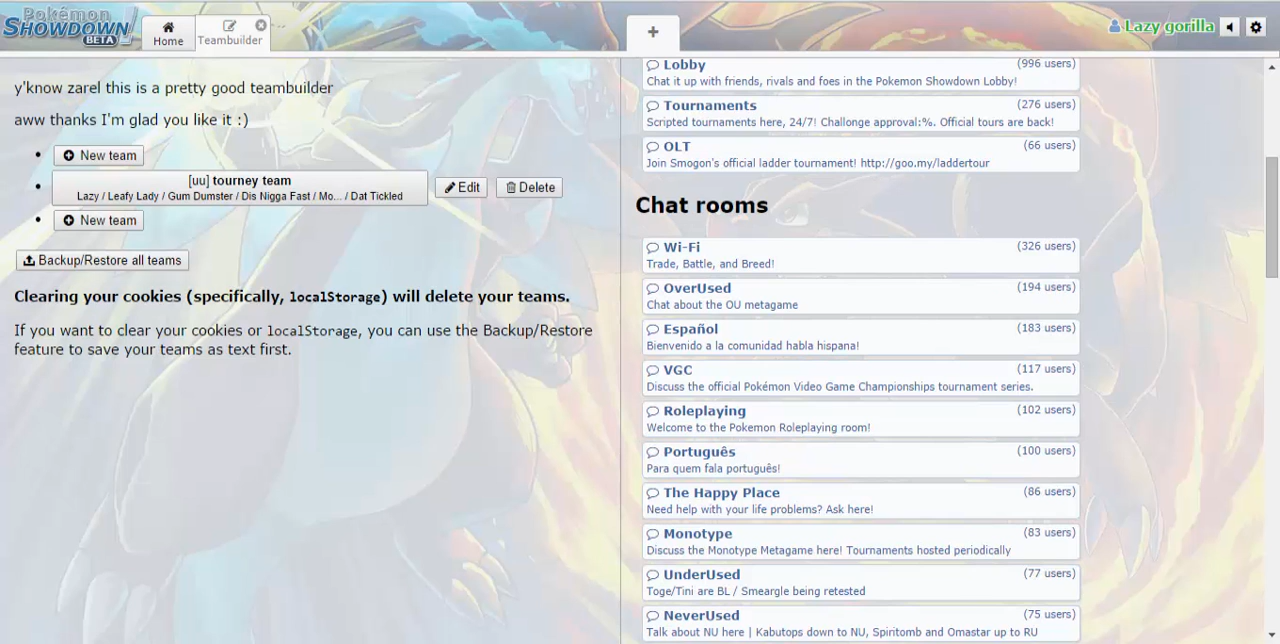 Pokémon
SHOWDOWN
BETA
Home
Teambuilder
+
Lazy gorilla
y'know zarel this is a pretty good teambuilder
aww thanks I'm glad you like it :)
New team
[uu] tourney team
Lazy / Leafy Lady / Gum Dumster / Dis Nigga Fast / Mo... / Dat Tickled
Edit
Delete
New team
Backup/Restore all teams
Clearing your cookies (specifically, localStorage) will delete your teams.
If you want to clear your cookies or localStorage, you can use the Backup/Restore
feature to save your teams as text first.
Lobby (996 users)
Chat it up with friends, rivals and foes in the Pokemon Showdown Lobby!
Tournaments (276 users)
Scripted tournaments here, 24/7! Challonge approval:%. Official tours are back!
OLT (66 users)
Join Smogon's official ladder tournament! http://goo.my/laddertour
Chat rooms
Wi-Fi (326 users)
Trade, Battle, and Breed!
OverUsed (194 users)
Chat about the OU metagame
Español (183 users)
Bienvenido a la comunidad habla hispana!
VGC (117 users)
Discuss the official Pokémon Video Game Championships tournament series.
Roleplaying (102 users)
Welcome to the Pokemon Roleplaying room!
Português (100 users)
Para quem fala português!
The Happy Place (86 users)
Need help with your life problems? Ask here!
Monotype (83 users)
Discuss the Monotype Metagame here! Tournaments hosted periodically
UnderUsed (77 users)
Toge/Tini are BL / Smeargle being retested
NeverUsed (75 users)
Talk about NU here | Kabutops down to NU, Spiritomb and Omastar up to RU